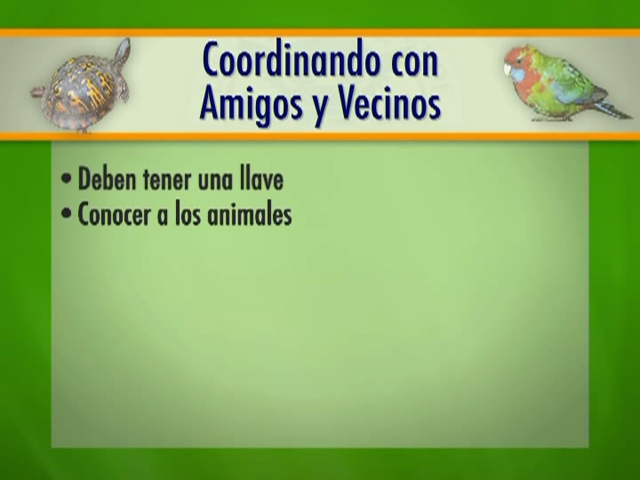 Coordinando con
Amigos y Vecinos
• Deben tener una llave
• Conocer a los animales